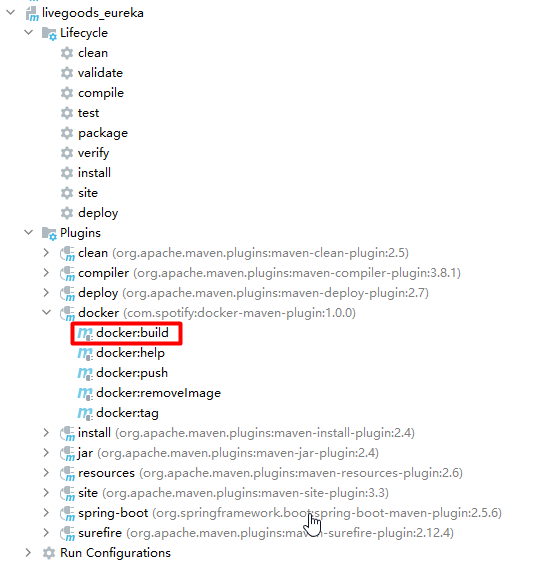 livegoods_eureka
Lifecycle
clean
validate
compile
test
package
verify
install
site
deploy
Plugins
clean (org.apache.maven.plugins:maven-clean-plugin:2.5)
compiler (org.apache.maven.plugins:maven-compiler-plugin:3.8.1)
deploy (org.apache.maven.plugins:maven-deploy-plugin:2.7)
docker (com.spotify:docker-maven-plugin:1.0.0)
docker:build
docker:help
docker:push
docker:removeImage
docker:tag
install (org.apache.maven.plugins:maven-install-plugin:2.4)
jar (org.apache.maven.plugins:maven-jar-plugin:2.4)
resources (org.apache.maven.plugins:maven-resources-plugin:2.6)
site (org.apache.maven.plugins:maven-site-plugin:3.3)
spring-boot (org.springframework.boot:spring-boot-maven-plugin:2.5.6)
surefire (org.apache.maven.plugins:maven-surefire-plugin:2.12.4)
Run Configurations